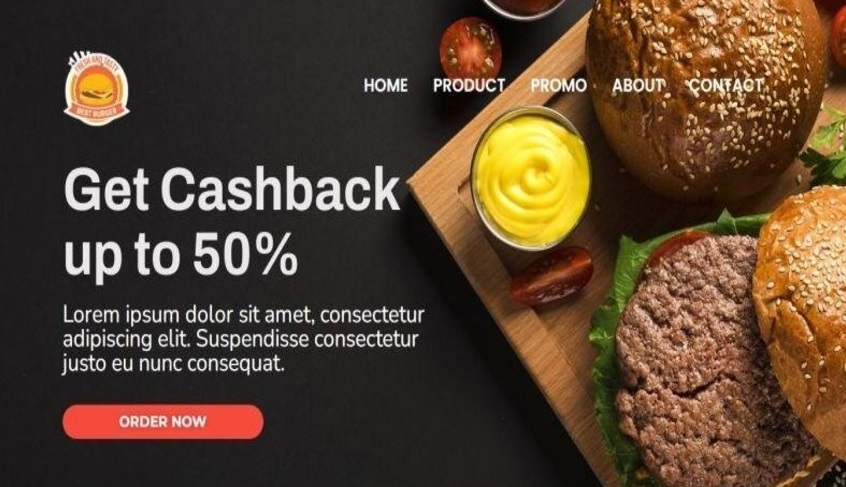 FRESH AND TASTY
BEST BURGER
HOME PRODUCT PROMO ABOUT CONTACT
Get Cashback
up to 50%
Lorem ipsum dolor sit amet, consectetur
adipiscing elit. Suspendisse consectetur
justo eu nunc consequat.
ORDER NOW